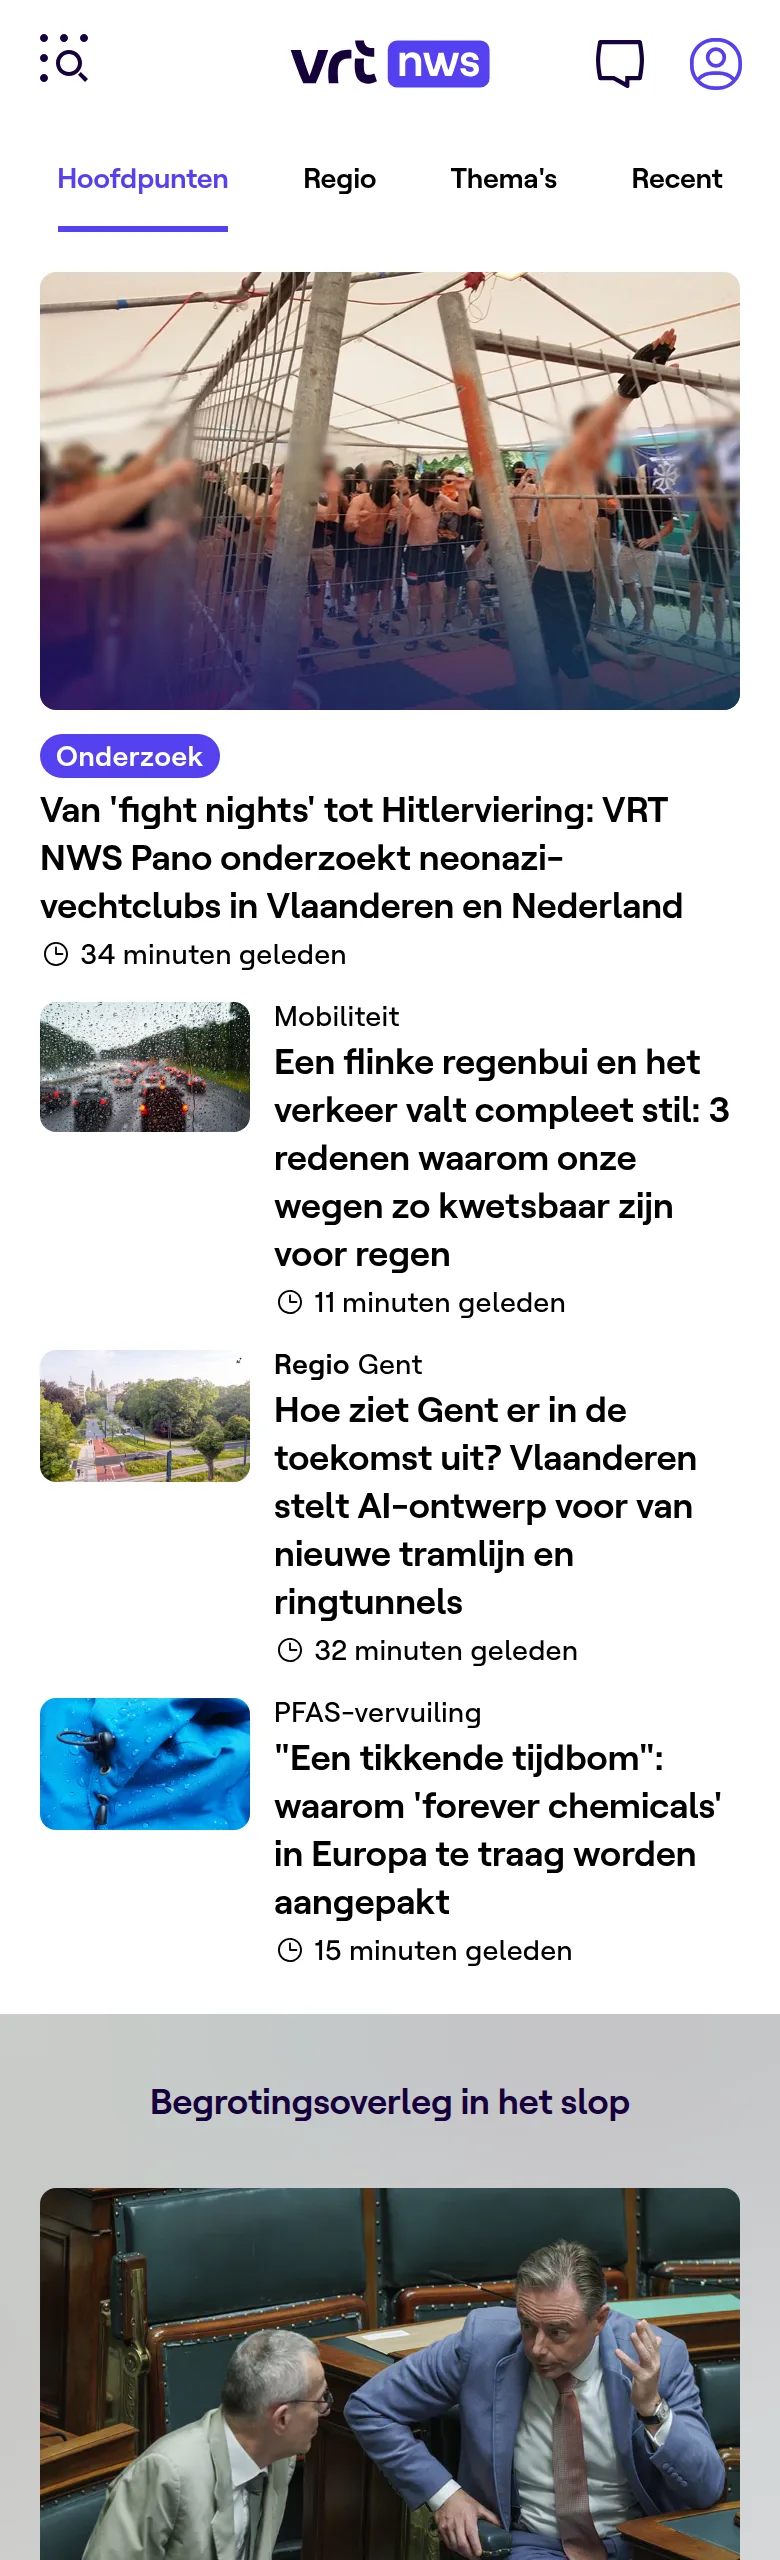 vrt nws
Hoofdpunten Regio Thema's Recent
Onderzoek
Van 'fight nights' tot Hitlerviering: VRT
NWS Pano onderzoekt neonazi-
vechtclubs in Vlaanderen en Nederland
34 minuten geleden
Mobiliteit
Een flinke regenbui en het
verkeer valt compleet stil: 3
redenen waarom onze
wegen zo kwetsbaar zijn
voor regen
11 minuten geleden
Regio Gent
Hoe ziet Gent er in de
toekomst uit? Vlaanderen
stelt AI-ontwerp voor van
nieuwe tramlijn en
ringtunnels
32 minuten geleden
PFAS-vervuiling
"Een tikkende tijdbom":
waarom 'forever chemicals'
in Europa te traag worden
aangepakt
15 minuten geleden
Begrotingsoverleg in het slop